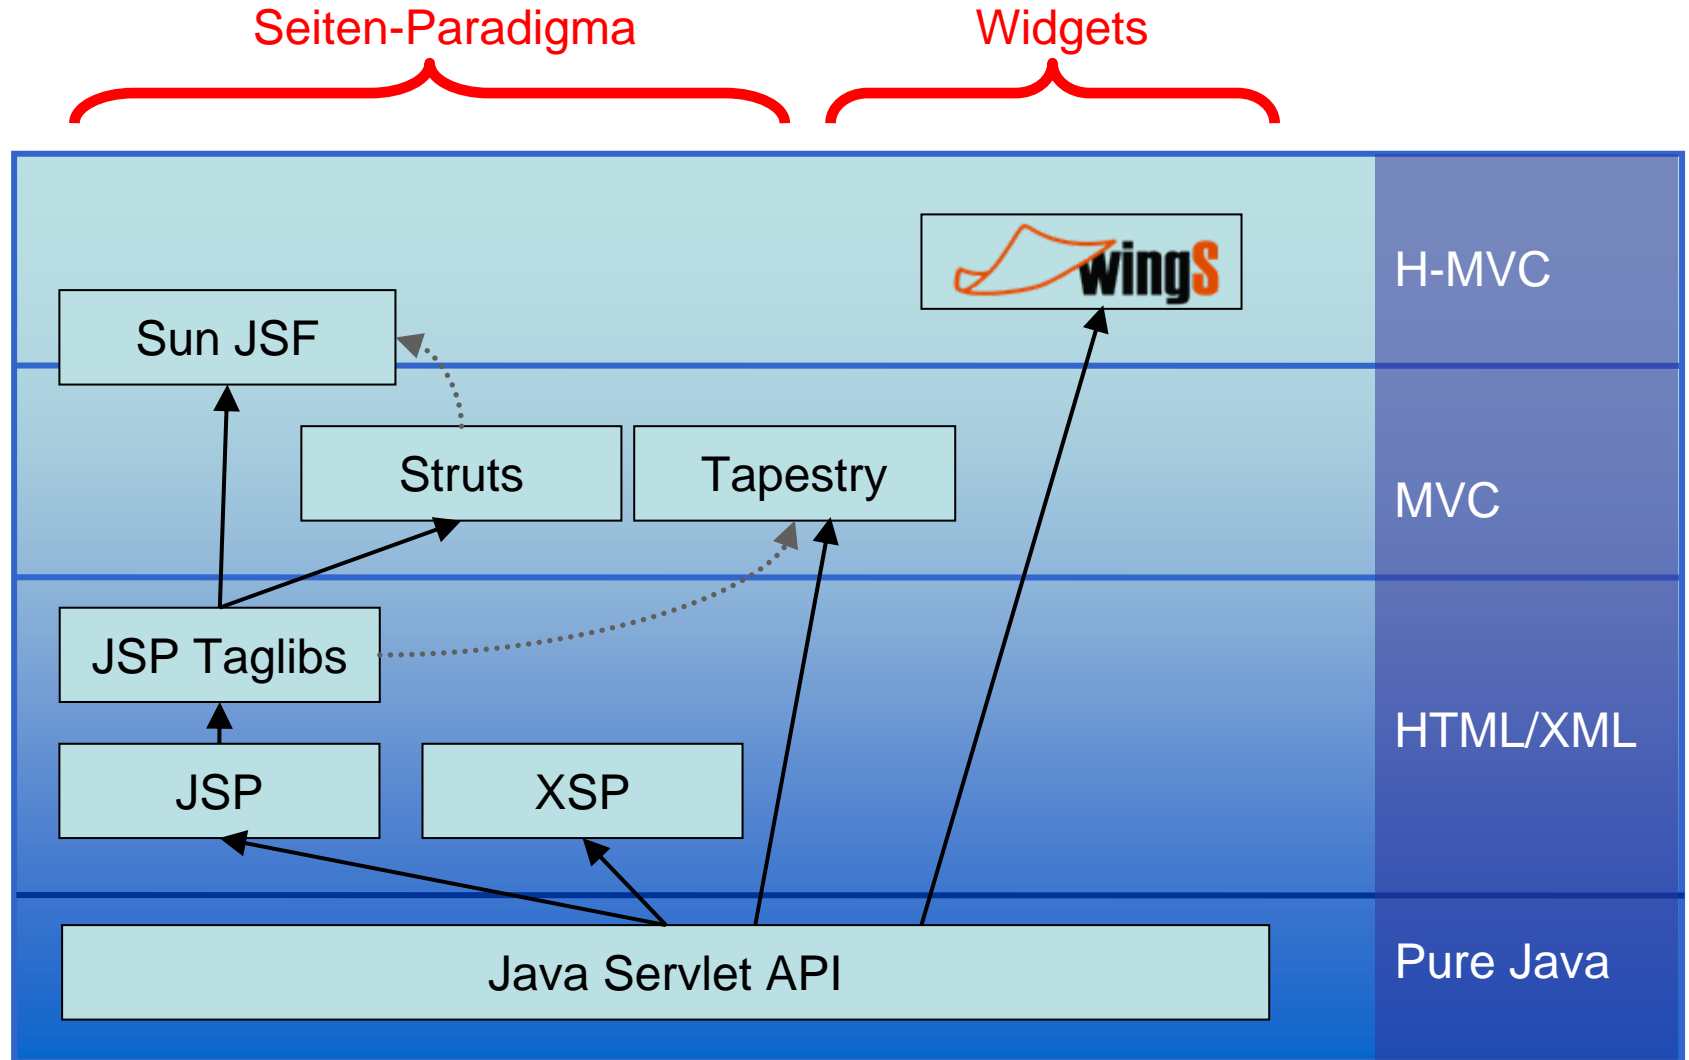 Seiten-Paradigma
Widgets
wingS
H-MVC
Sun JSF
Struts
Tapestry
MVC
JSP Taglibs
HTML/XML
JSP
XSP
Java Servlet API
Pure Java